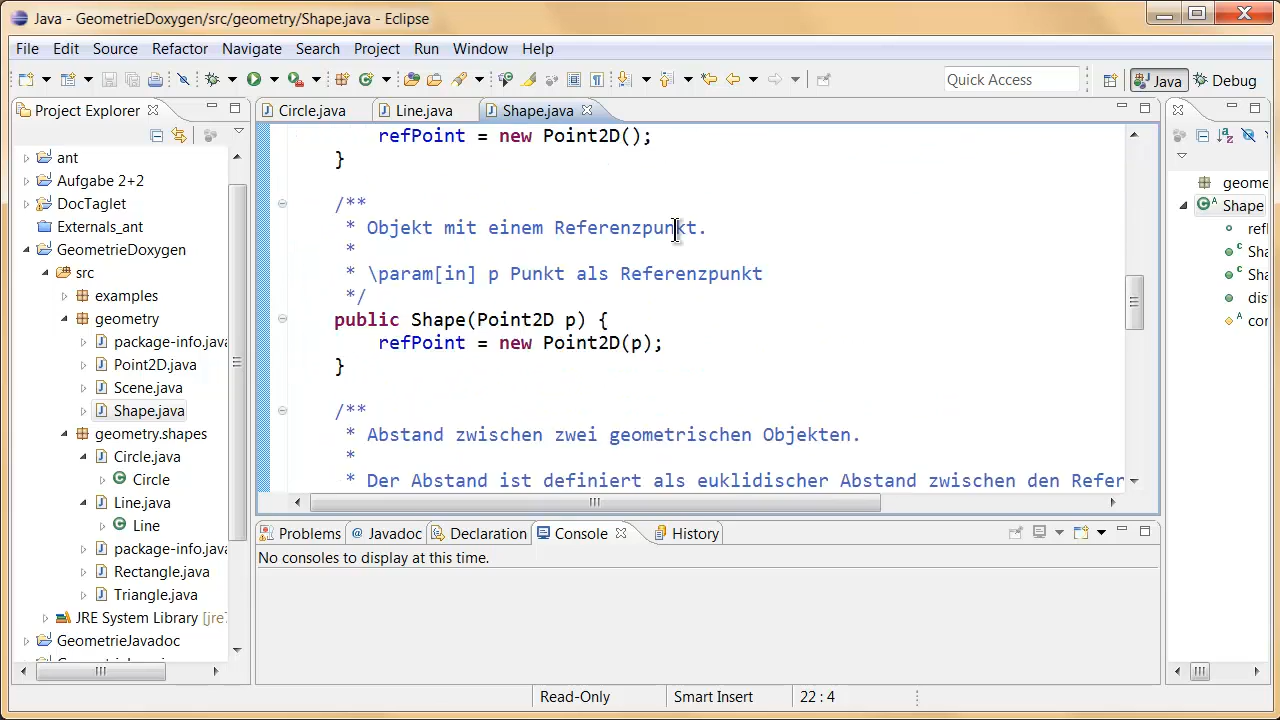 Java - GeometrieDoxygen/src/geometry/Shape.java - Eclipse
File Edit Source Refactor Navigate Search Project Run Window Help
Quick Access
Java
Debug
Project Explorer
ant
Aufgabe 2+2
DocTaglet
Externals_ant
GeometrieDoxygen
src
examples
geometry
package-info.java
Point2D.java
Scene.java
Shape.java
geometry.shapes
Circle.java
Circle
Line.java
Line
package-info.java
Rectangle.java
Triangle.java
JRE System Library [jre7
GeometrieJavadoc
Circle.java Line.java Shape.java
refPoint = new Point2D();
}
/**
* Objekt mit einem Referenzpunkt.
*
* \param[in] p Punkt als Referenzpunkt
*/
public Shape(Point2D p) {
refPoint = new Point2D(p);
}
/**
* Abstand zwischen zwei geometrischen Objekten.
*
* Der Abstand ist definiert als euklidischer Abstand zwischen den Refer
geome
Shape
ref
Sha
Sha
dis
cor
Problems @ Javadoc Declaration Console History
No consoles to display at this time.
Read-Only Smart Insert 22 : 4